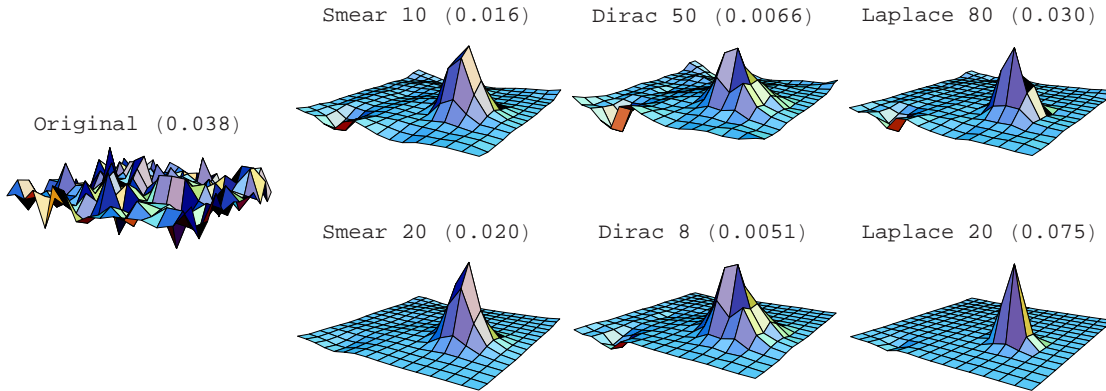 Smear 10 (0.016)
Dirac 50 (0.0066)
Laplace 80 (0.030)
Original (0.038)
Smear 20 (0.020)
Dirac 8 (0.0051)
Laplace 20 (0.075)